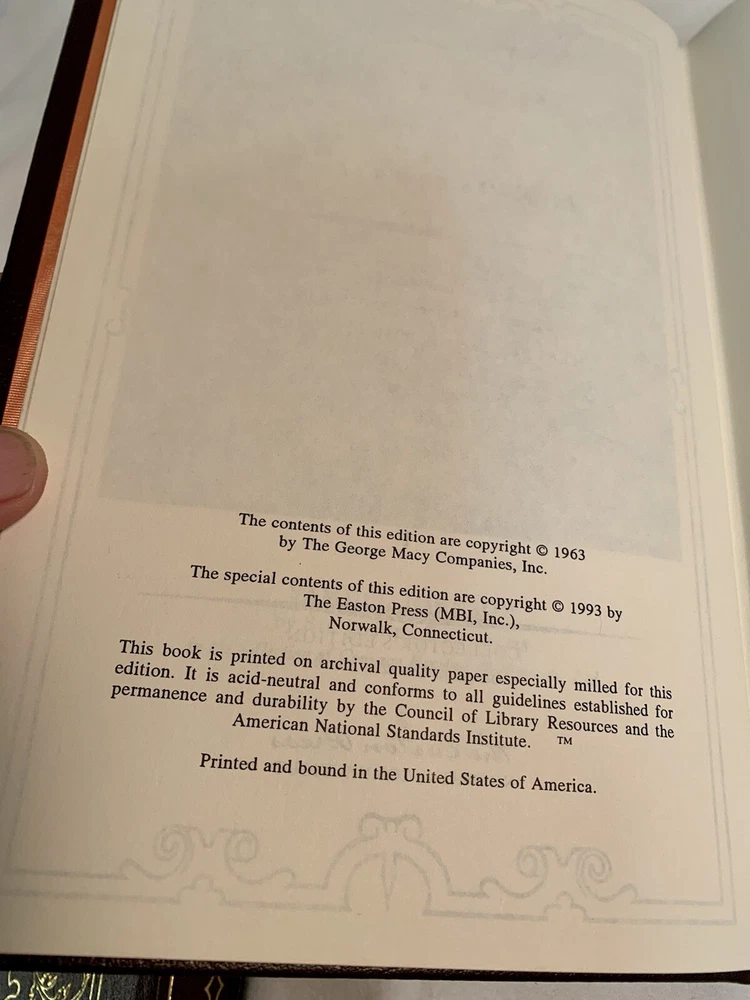 The contents of this edition are copyright © 1963
by The George Macy Companies, Inc.
The special contents of this edition are copyright © 1993 by
The Easton Press (MBI, Inc.),
Norwalk, Connecticut.
This book is printed on archival quality paper especially milled for this
edition. It is acid-neutral and conforms to all guidelines established for
permanence and durability by the Council of Library Resources and the
American National Standards Institute. ™
Printed and bound in the United States of America.